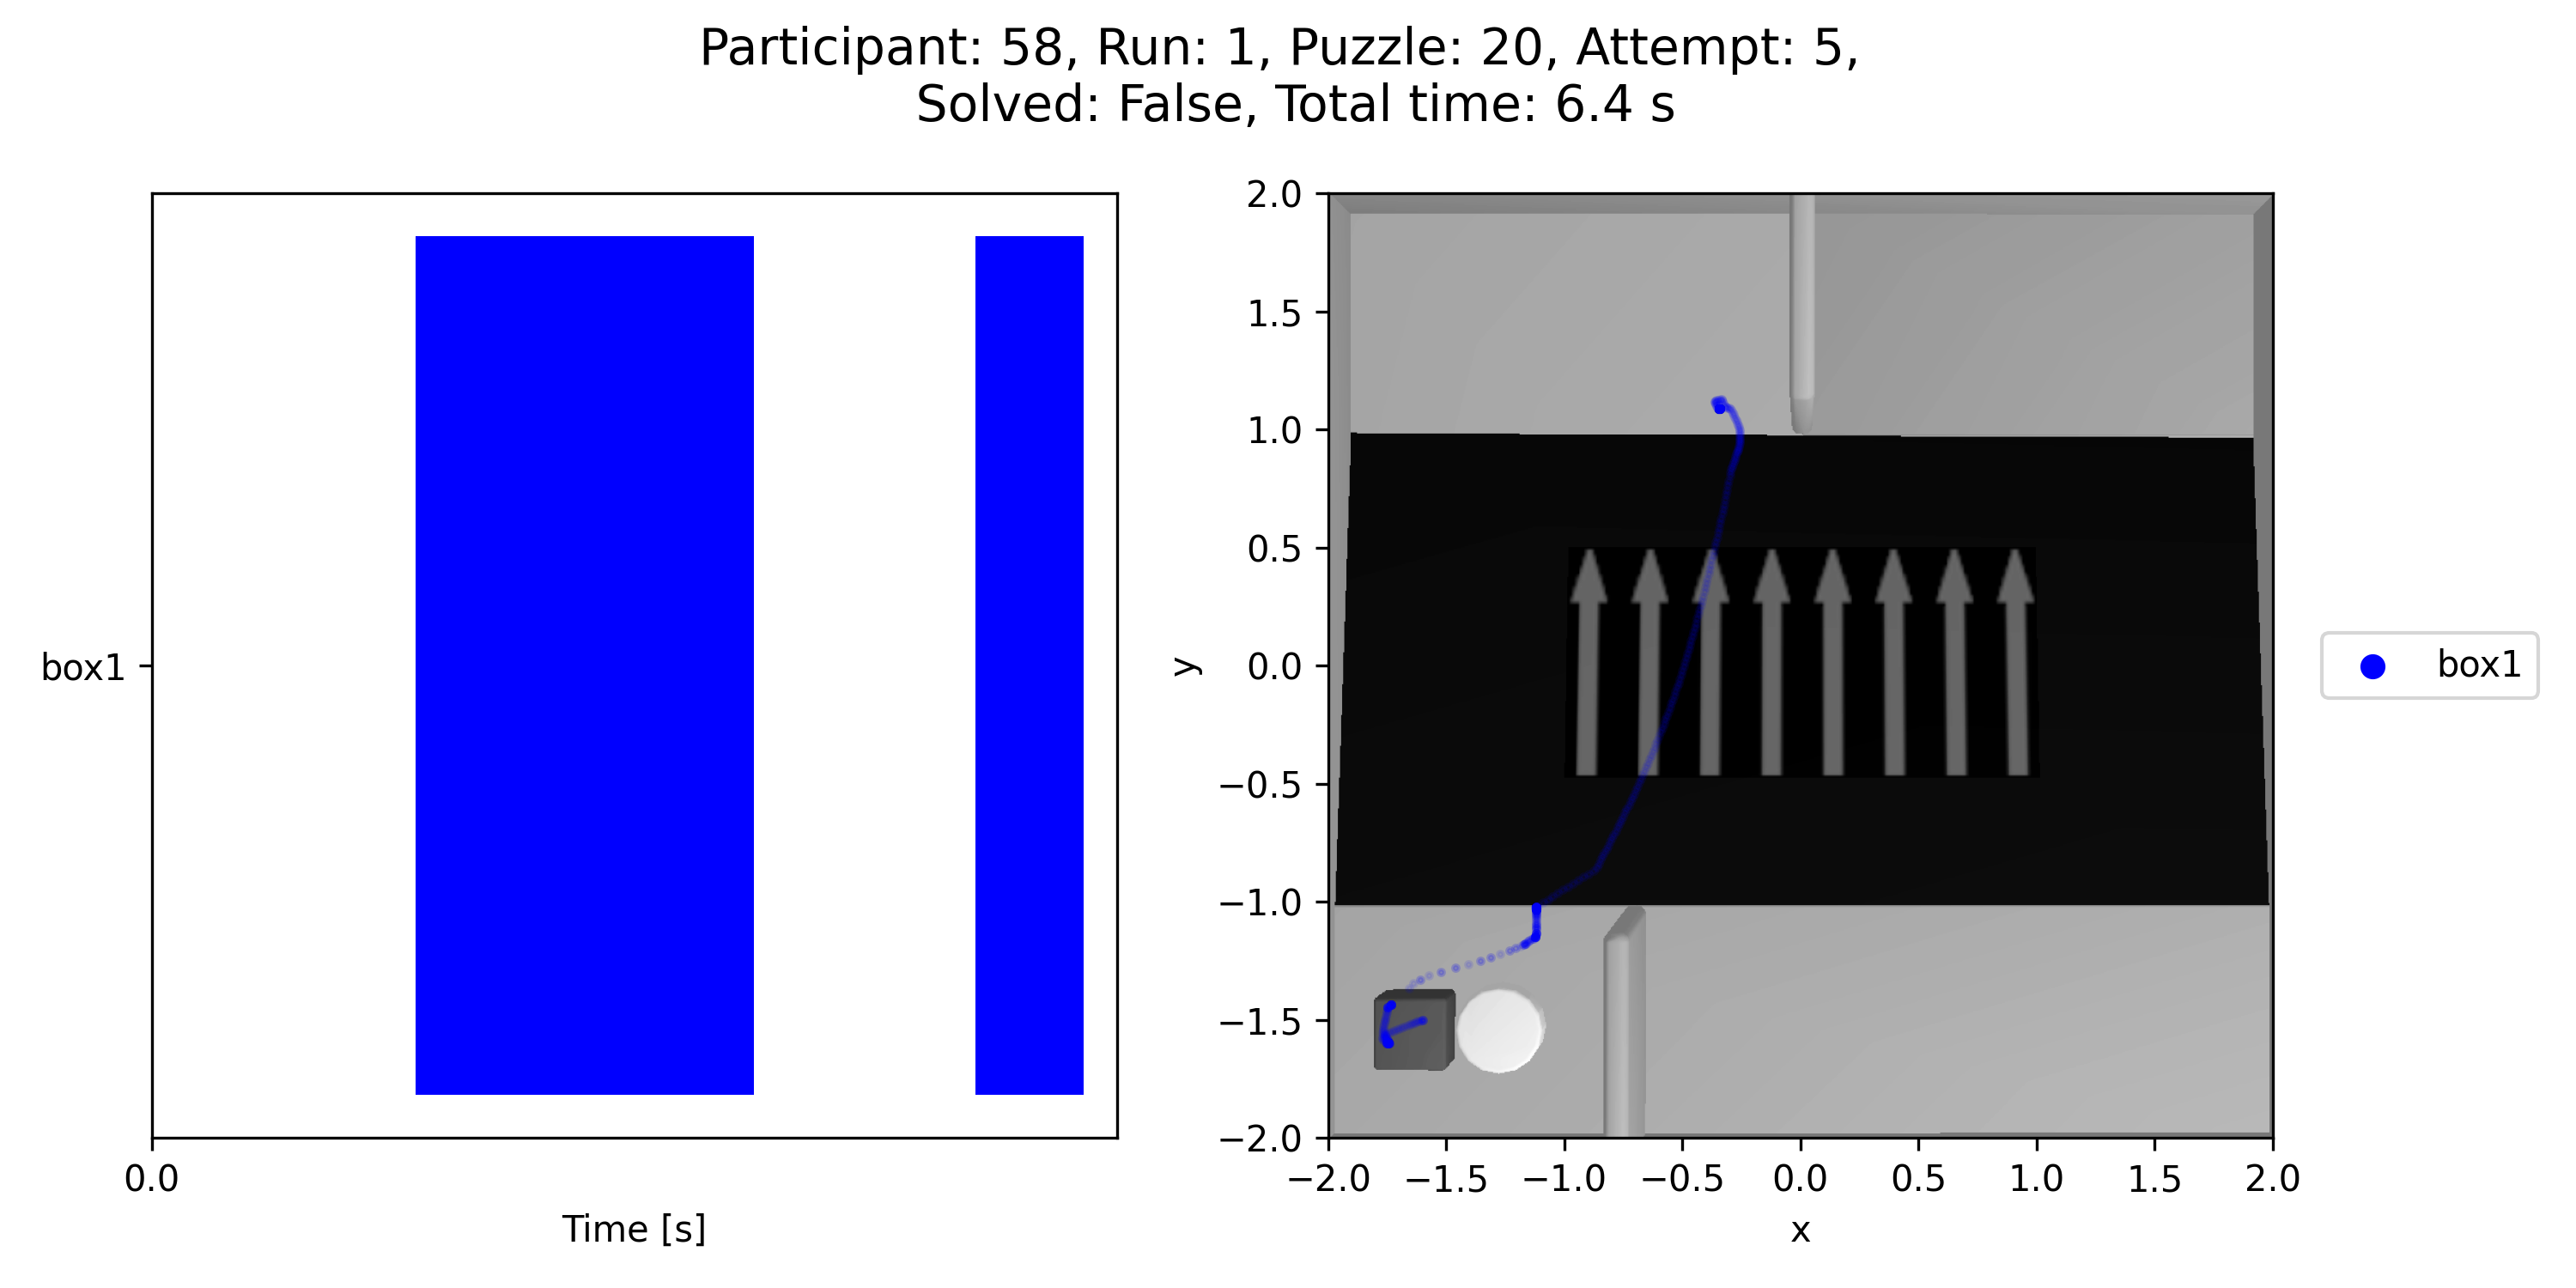 Participant: 58, Run: 1, Puzzle: 20, Attempt: 5,
Solved: False, Total time: 6.4 s
box1
0.0
Time [s]
2.0
1.5
1.0
0.5
0.0
−0.5
−1.0
−1.5
−2.0
y
−2.0 −1.5 −1.0 −0.5 0.0 0.5 1.0 1.5 2.0
x
box1